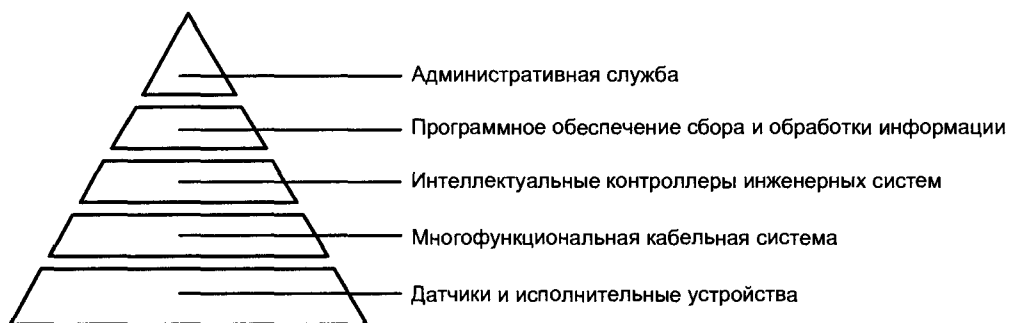 Административная служба
Программное обеспечение сбора и обработки информации
Интеллектуальные контроллеры инженерных систем
Многофункциональная кабельная система
Датчики и исполнительные устройства